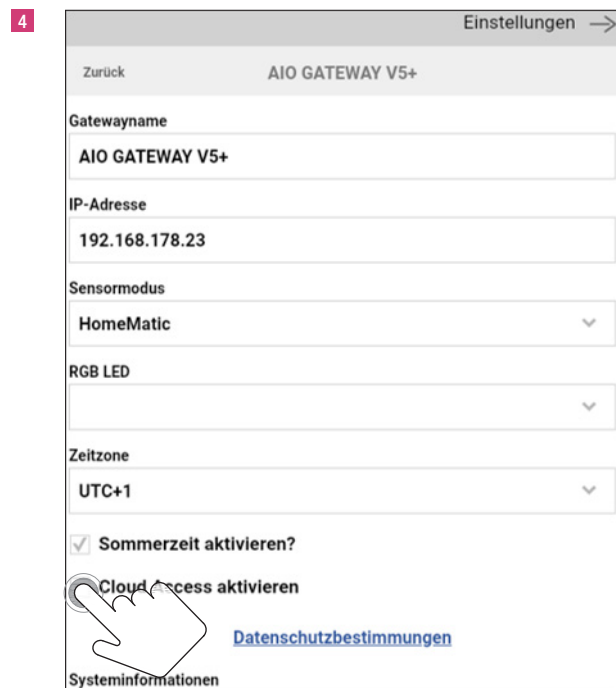 4
Einstellungen
Zurück AIO GATEWAY V5+
Gatewayname
AIO GATEWAY V5+
IP-Adresse
192.168.178.23
Sensormodus
HomeMatic
RGB LED
Zeitzone
UTC+1
Sommerzeit aktivieren?
Cloud Access aktivieren
Datenschutzbestimmungen
Systeminformationen